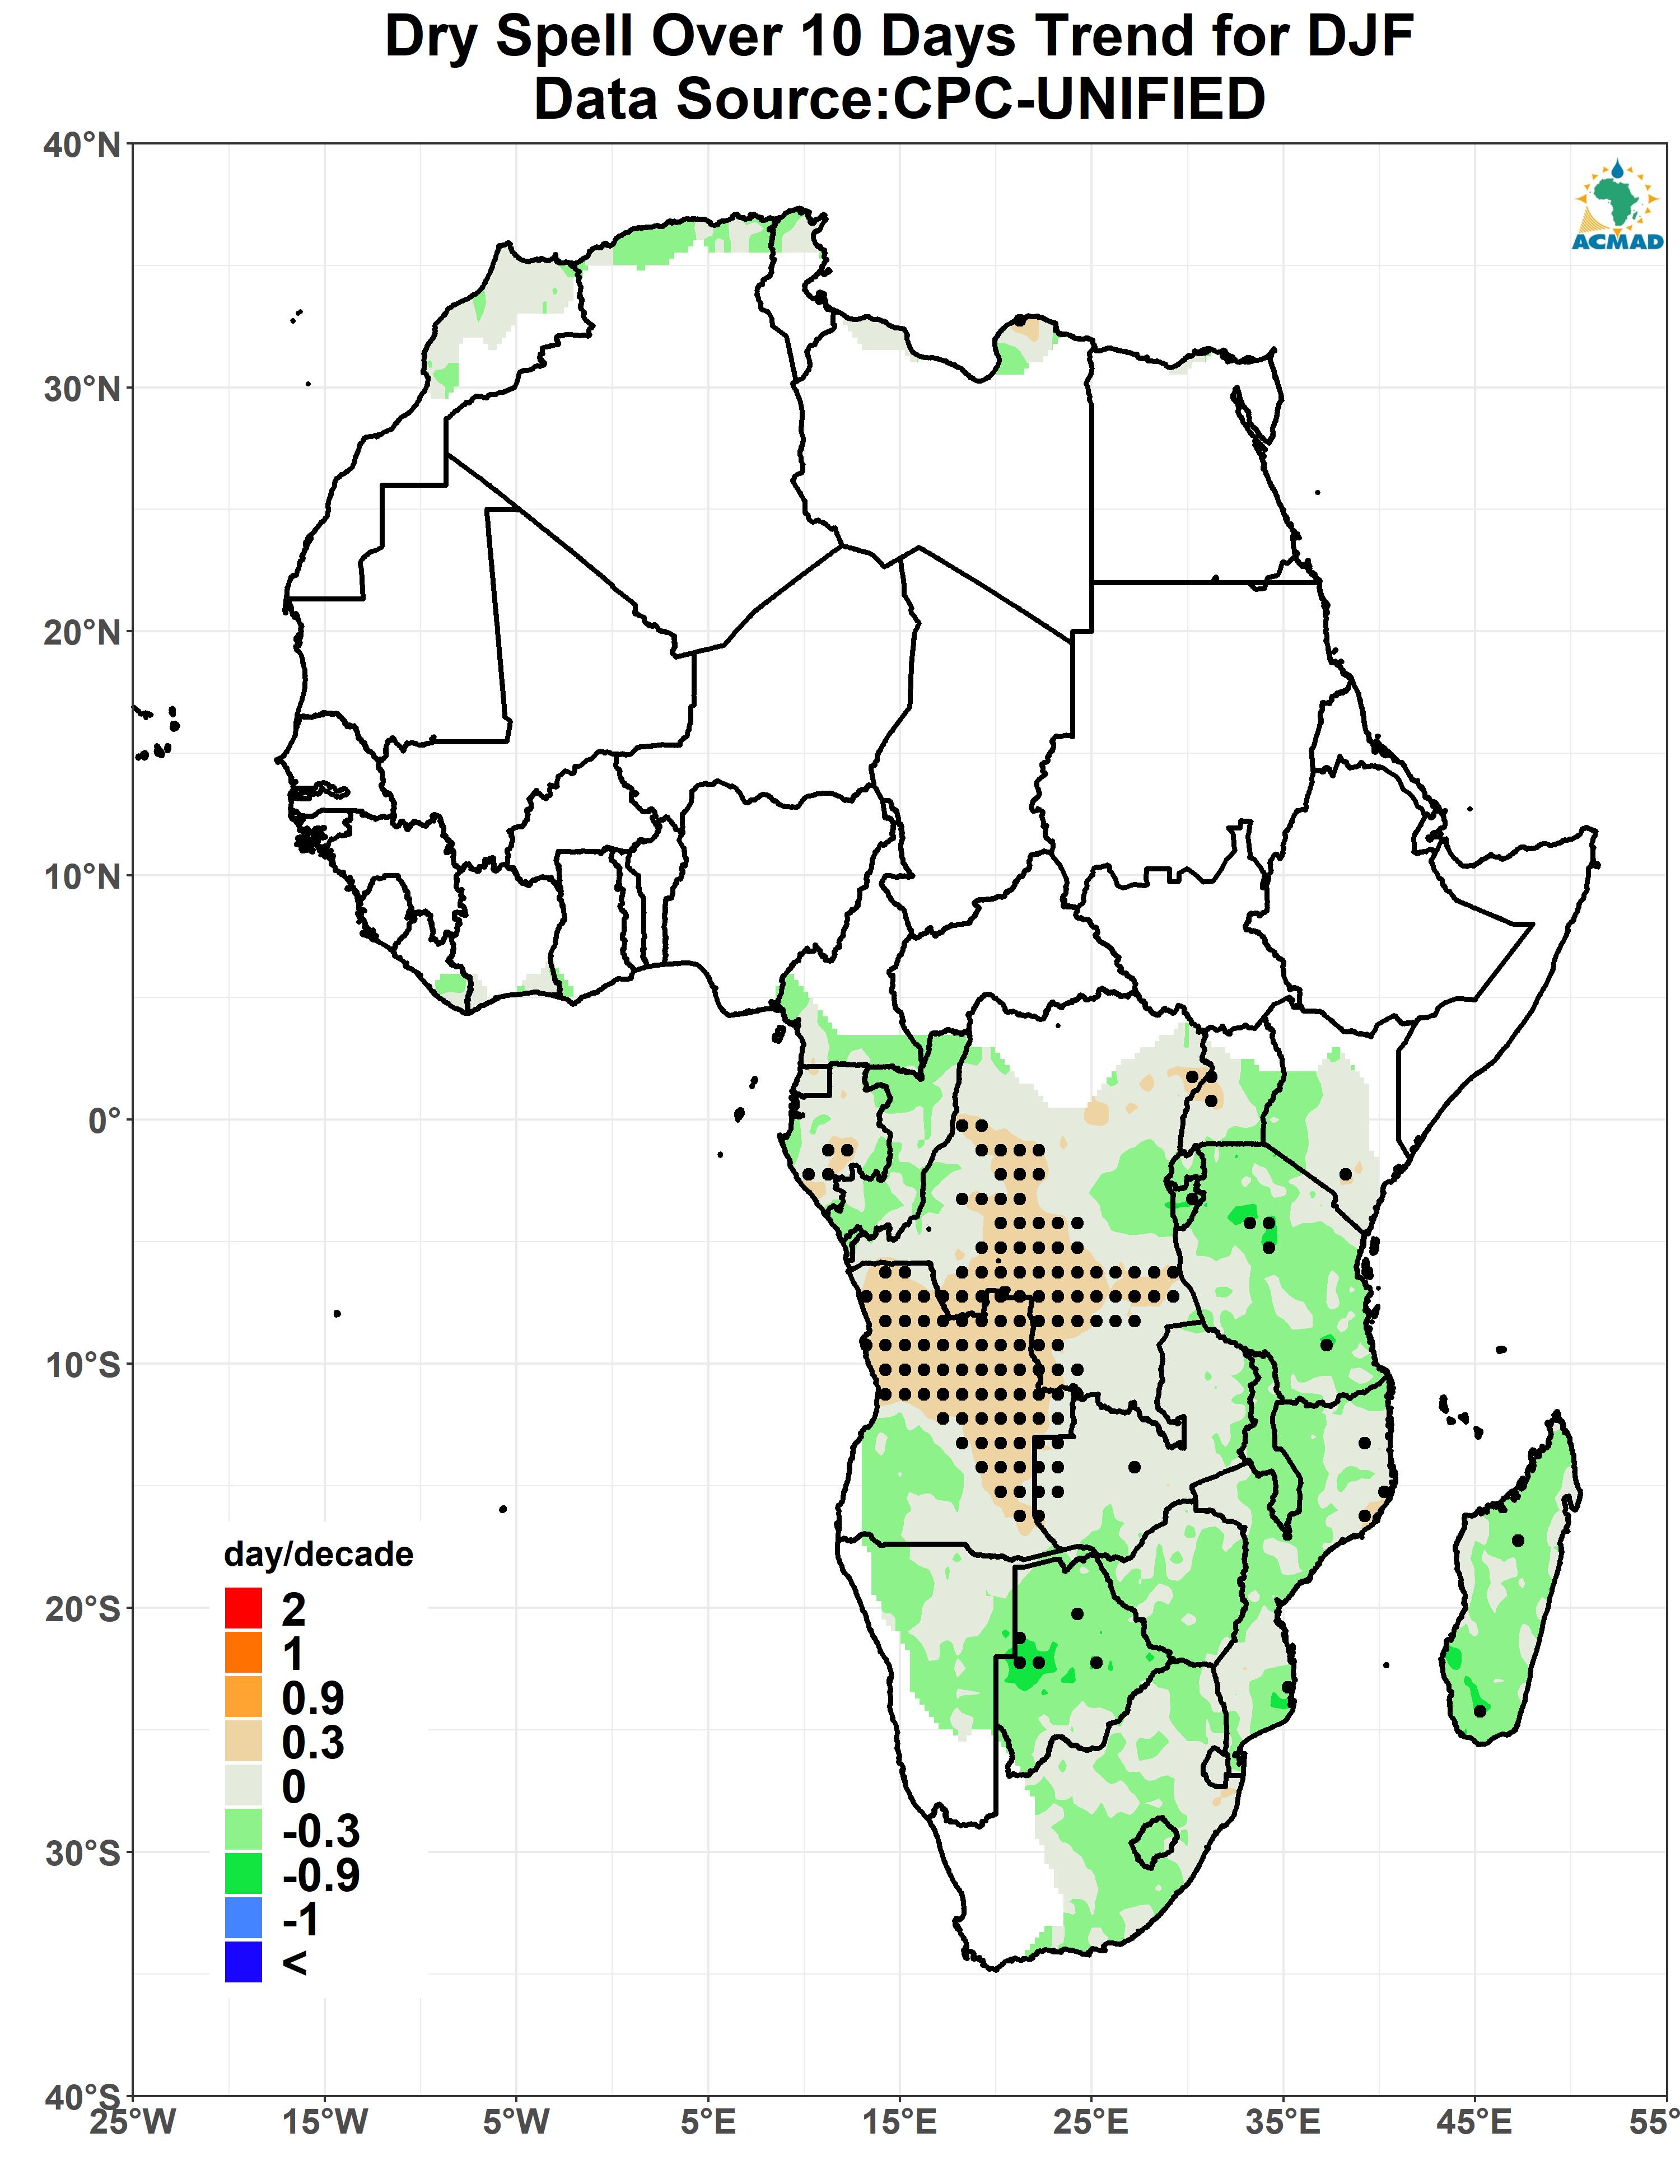 Dry Spell Over 10 Days Trend for DJF
Data Source:CPC-UNIFIED
40°N
30°N
20°N
10°N
0°
10°S
20°S
30°S
40°S
ACMAD
day/decade
2
1
0.9
0.3
0
-0.3
-0.9
-1
<
25°W
15°W
5°W
5°E
15°E
25°E
35°E
45°E
55°